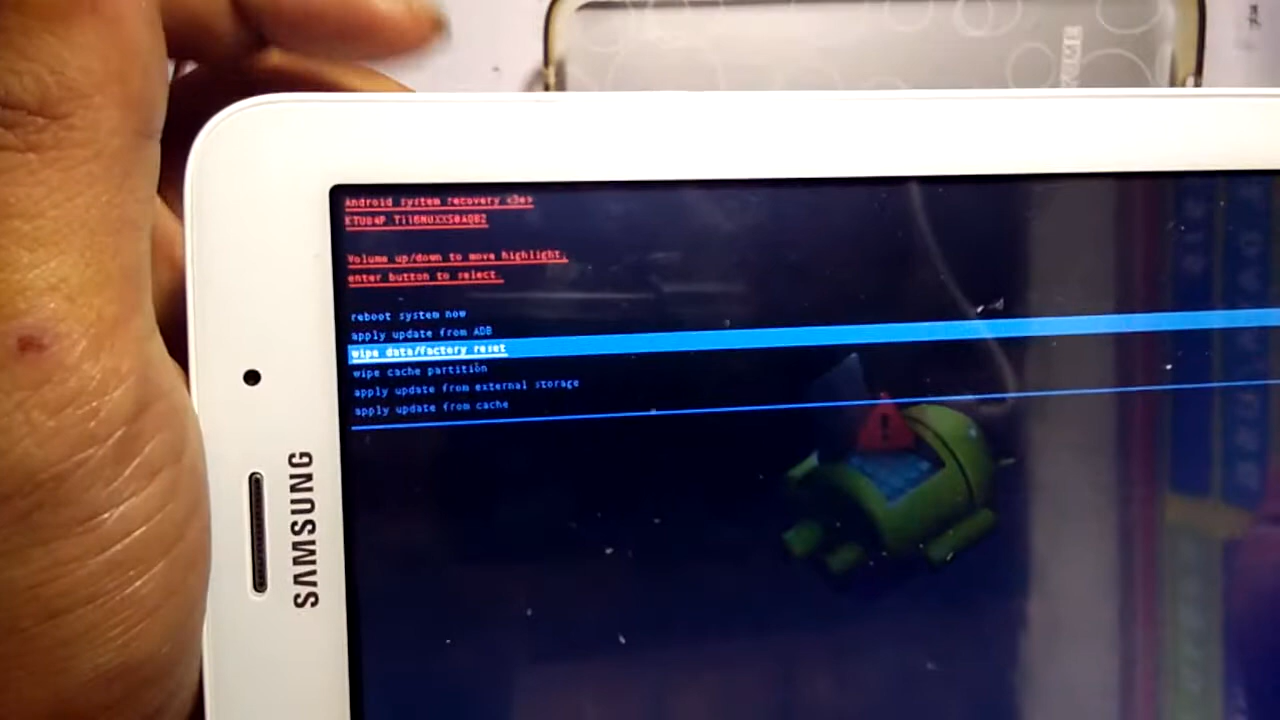 Android system recovery <3e>
KTU84P T116NUXXS0AQB2
Volume up/down to move highlight;
enter button to select.
reboot system now
apply update from ADB
wipe data/factory reset
wipe cache partition
apply update from external storage
apply update from cache
SAMSUNG